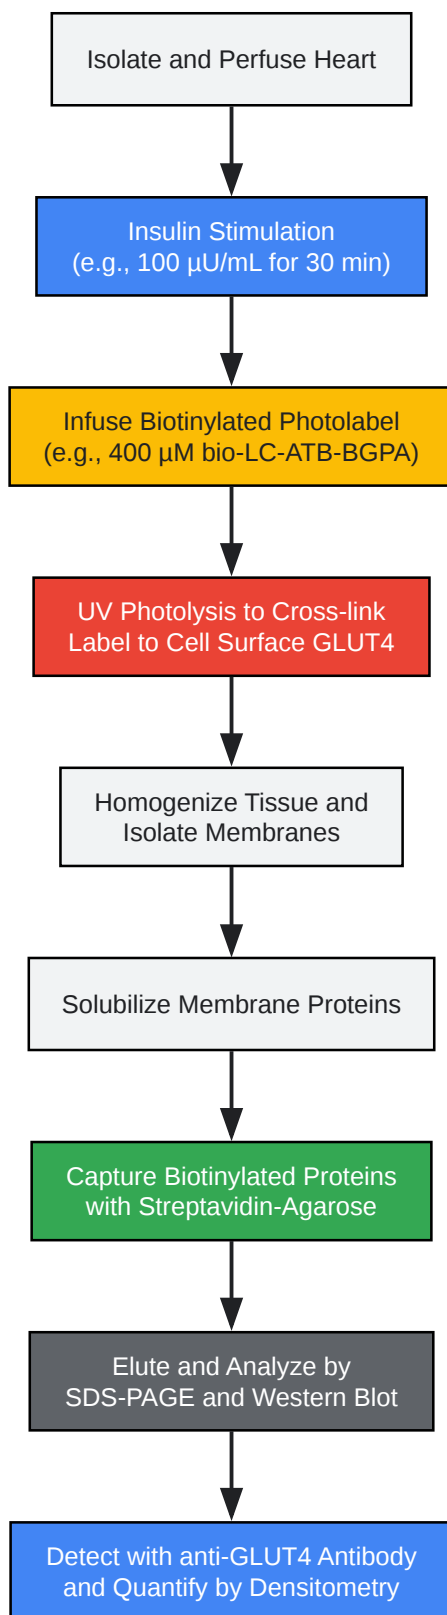 Isolate and Perfuse Heart
Insulin Stimulation
(e.g., 100 µU/mL for 30 min)
Infuse Biotinylated Photolabel
(e.g., 400 µM bio-LC-ATB-BGPA)
UV Photolysis to Cross-link
Label to Cell Surface GLUT4
Homogenize Tissue and
Isolate Membranes
Solubilize Membrane Proteins
Capture Biotinylated Proteins
with Streptavidin-Agarose
Elute and Analyze by
SDS-PAGE and Western Blot
Detect with anti-GLUT4 Antibody
and Quantify by Densitometry